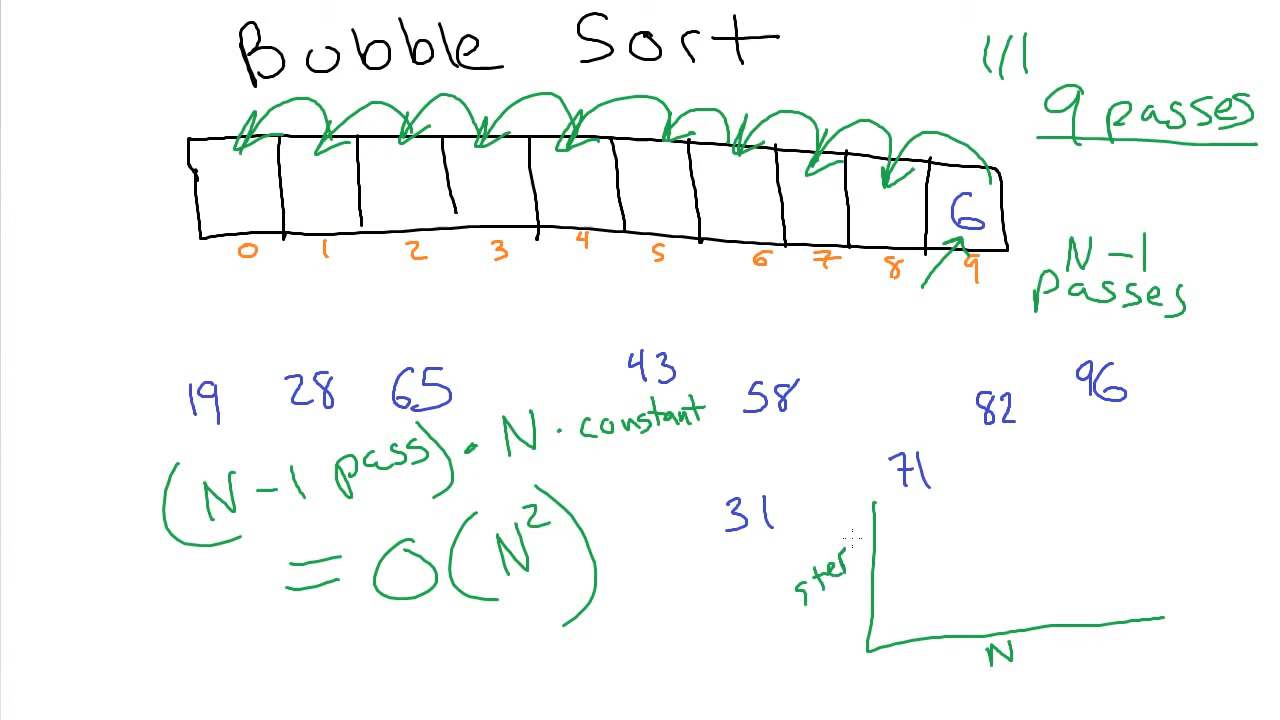 Bubble Sort
9 passes
6
0 1 2 3 4 5 6 7 8 9
N-1
passes
19 28 65 43 58 82 96
(N-1 pass) · N · constant
71
31
= O(N²)
N